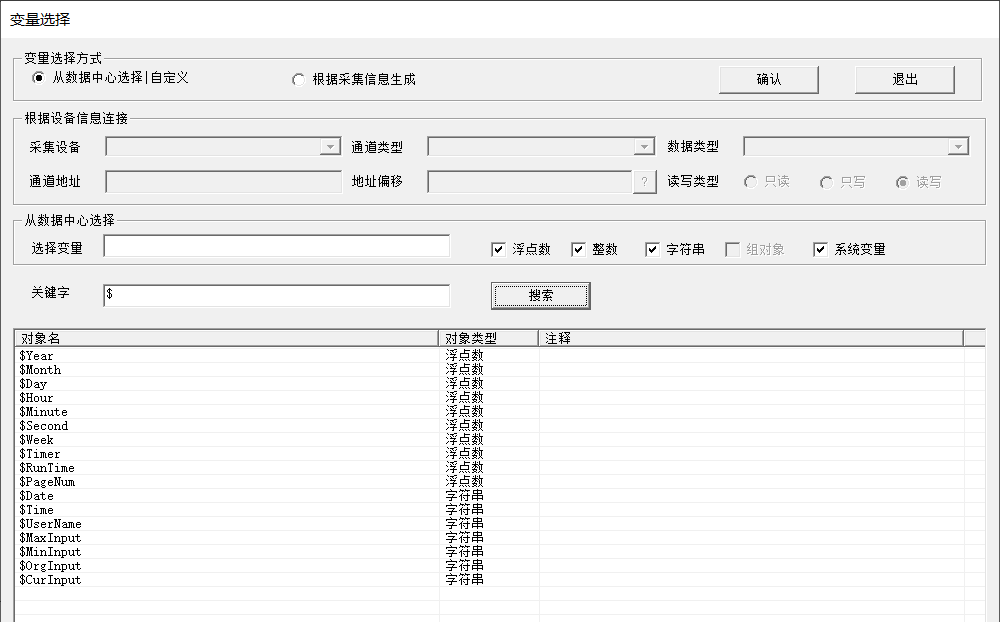 变量选择
变量选择方式
从数据中心选择|自定义 根据采集信息生成 确认 退出
根据设备信息连接
采集设备 通道类型 数据类型
通道地址 地址偏移 ? 读写类型 只读 只写 读写
从数据中心选择
选择变量 浮点数 整数 字符串 组对象 系统变量
关键字 $ 搜索
对象名 对象类型 注释
$Year 浮点数
$Month 浮点数
$Day 浮点数
$Hour 浮点数
$Minute 浮点数
$Second 浮点数
$Week 浮点数
$Timer 浮点数
$RunTime 浮点数
$PageNum 浮点数
$Date 字符串
$Time 字符串
$UserName 字符串
$MaxInput 字符串
$MinInput 字符串
$OrgInput 字符串
$CurInput 字符串